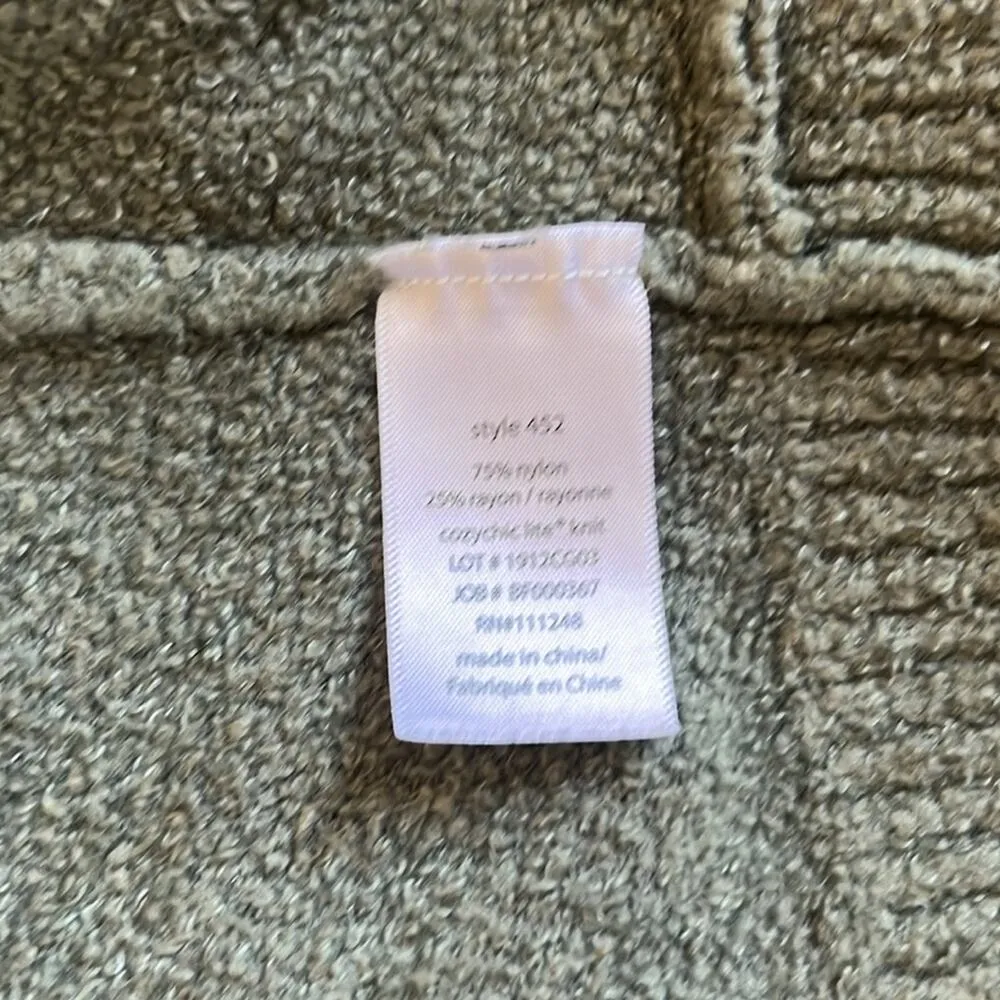 style 452
75% nylon
25% rayon / rayonne
cozychic lite® knit
LOT # 1912CG03
JOB # BF000367
RN#111248
made in china/
Fabriqué en Chine